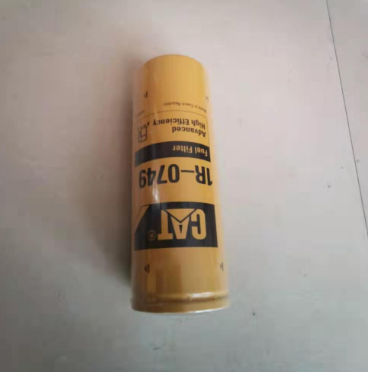 CAT®
1R-0749
Fuel Filter
Advanced
High Efficiency